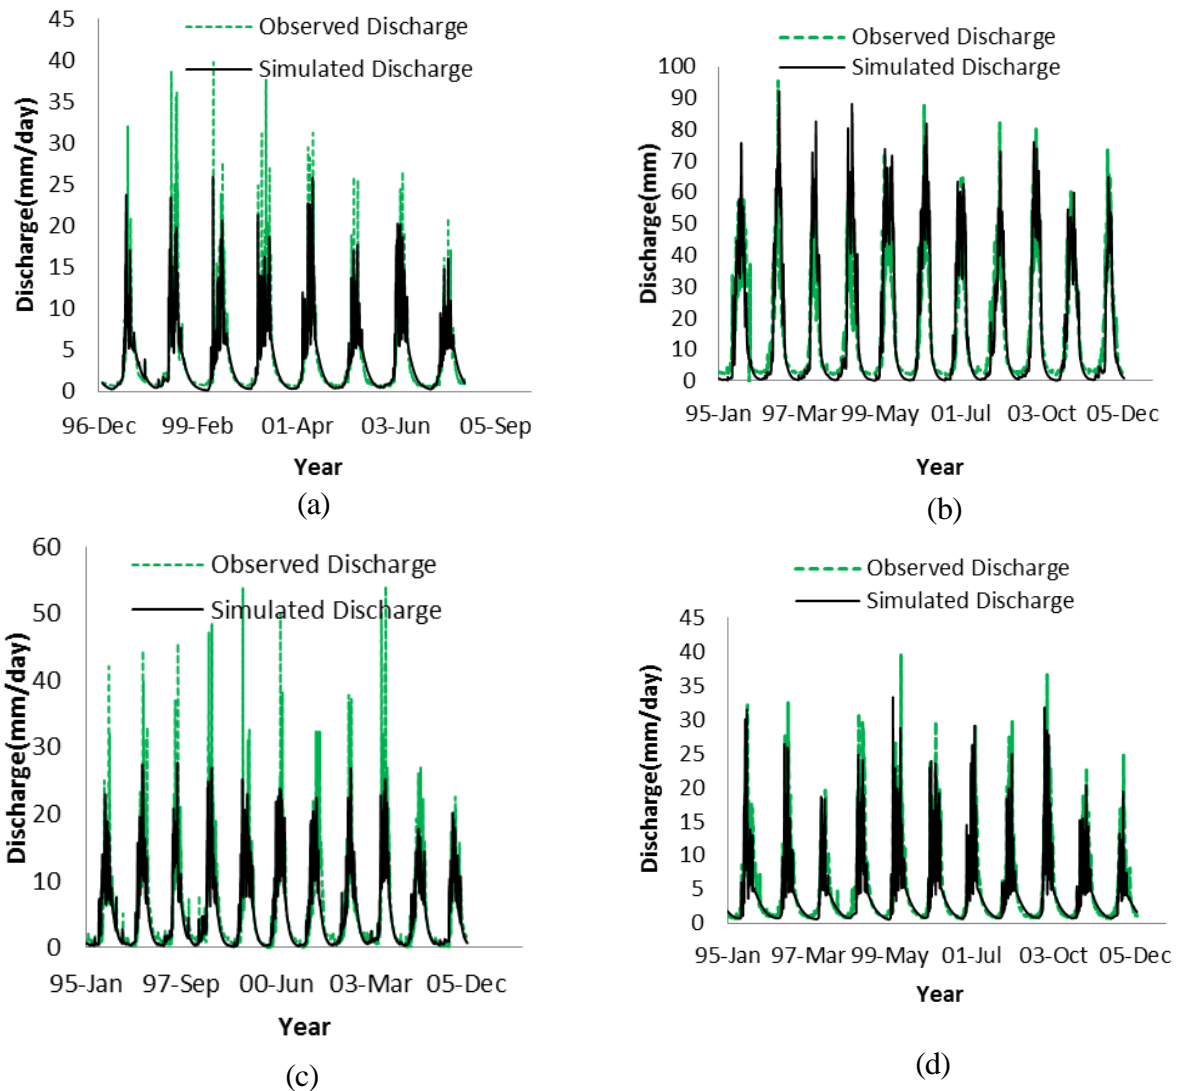 Observed Discharge
Simulated Discharge
45
40
35
30
25
20
15
10
5
0
Discharge(mm/day)
96-Dec 99-Feb 01-Apr 03-Jun 05-Sep
Year
(a)
Observed Discharge
Simulated Discharge
100
90
80
70
60
50
40
30
20
10
0
Discharge(mm)
95-Jan 97-Mar 99-May 01-Jul 03-Oct 05-Dec
Year
(b)
Observed Discharge
Simulated Discharge
60
50
40
30
20
10
0
Discharge(mm/day)
95-Jan 97-Sep 00-Jun 03-Mar 05-Dec
Year
(c)
Observed Discharge
Simulated Discharge
45
40
35
30
25
20
15
10
5
0
Discharge(mm/day)
95-Jan 97-Mar 99-May 01-Jul 03-Oct 05-Dec
Year
(d)